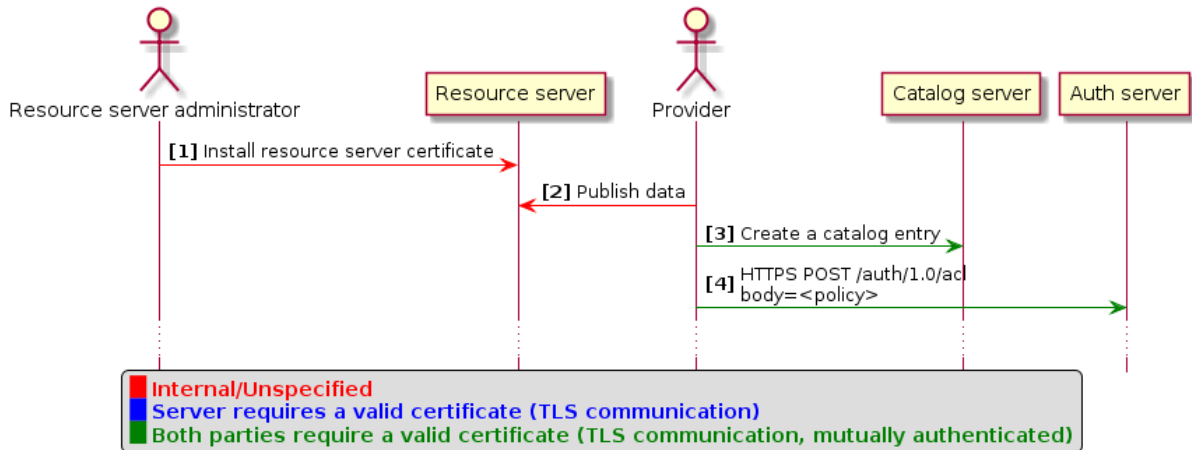 Resource server administrator
Resource server
Provider
Catalog server
Auth server
[1] Install resource server certificate
[2] Publish data
[3] Create a catalog entry
[4] HTTPS POST /auth/1.0/acl
body=<policy>
Internal/Unspecified
Server requires a valid certificate (TLS communication)
Both parties require a valid certificate (TLS communication, mutually authenticated)